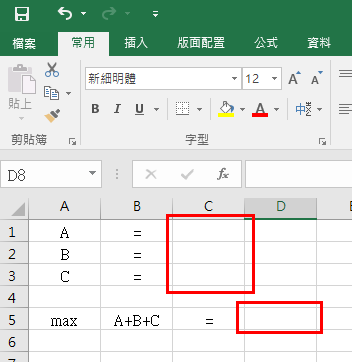 檔案 常用 插入 版面配置 公式 資料
貼上 新細明體 12 A A
B I U A 中
剪貼簿 字型
D8 fx
A B C D
1 A =
2 B =
3 C =
4
5 max A+B+C =
6
7